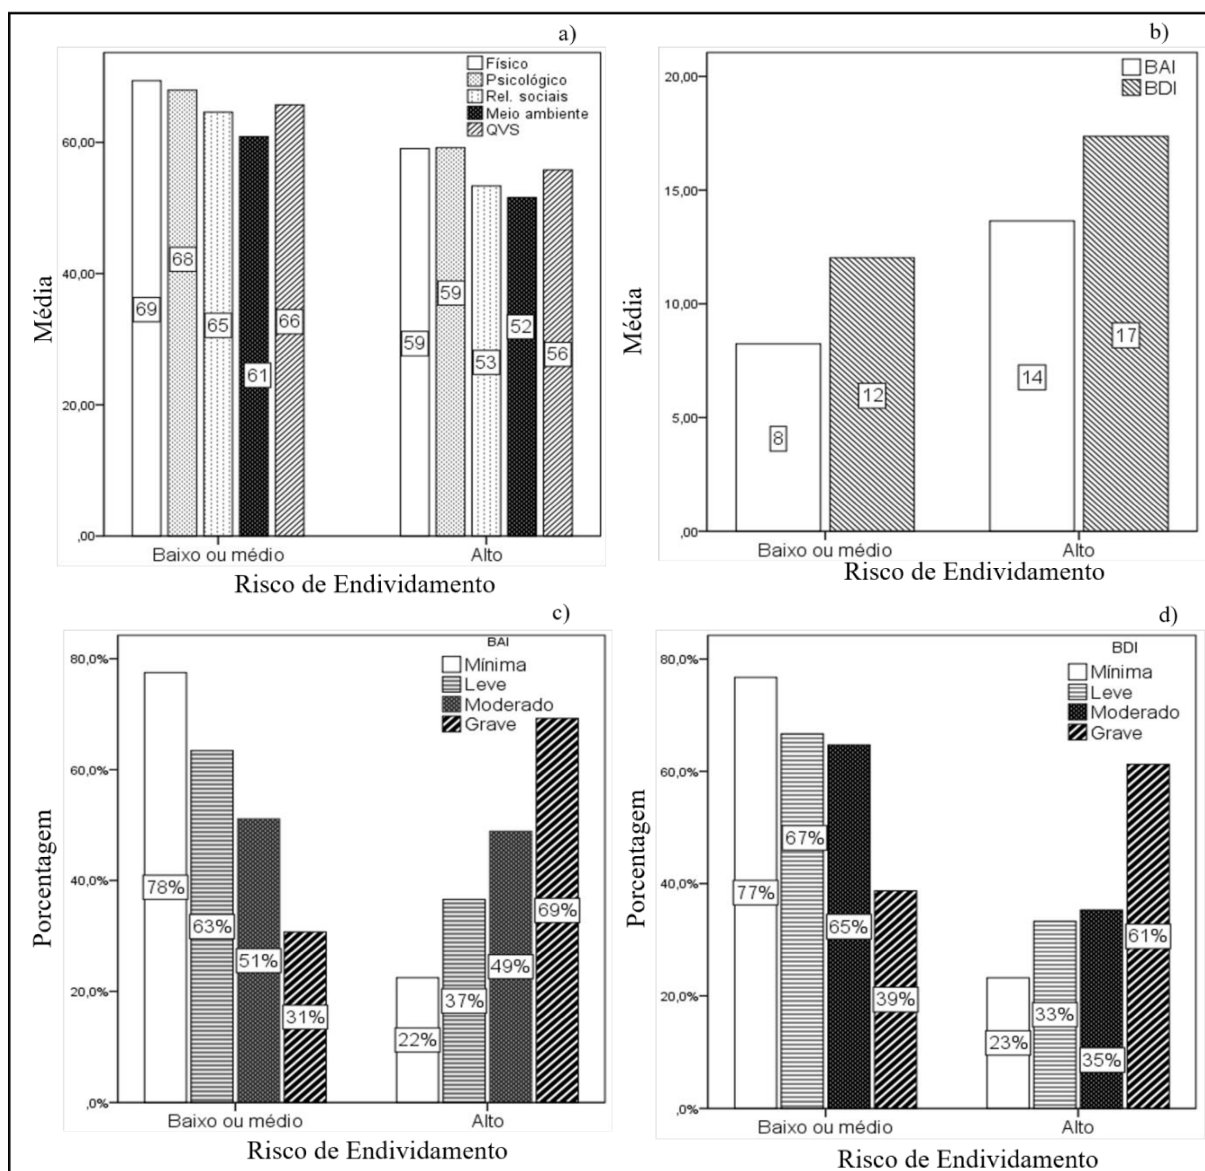 a)
Físico
Psicológico
Rel. sociais
Meio ambiente
QVS
60,00
40,00
20,00
,00
Média
69
68
65
61
66
59
59
53
52
56
Baixo ou médio
Alto
Risco de Endividamento
b)
BAI
BDI
20,00
15,00
10,00
5,00
,00
Média
8
12
14
17
Baixo ou médio
Alto
Risco de Endividamento
c)
BAI
Mínima
Leve
Moderado
Grave
80,0%
60,0%
40,0%
20,0%
,0%
Porcentagem
78%
63%
51%
31%
22%
37%
49%
69%
Baixo ou médio
Alto
Risco de Endividamento
d)
BDI
Mínima
Leve
Moderado
Grave
80,0%
60,0%
40,0%
20,0%
,0%
Porcentagem
77%
67%
65%
39%
23%
33%
35%
61%
Baixo ou médio
Alto
Risco de Endividamento